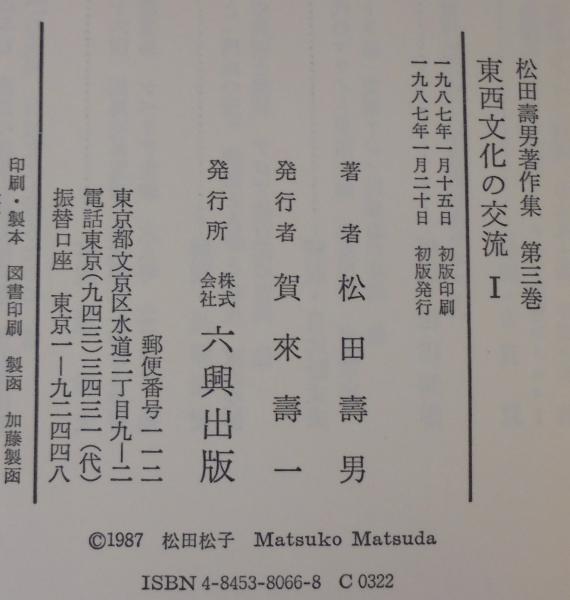 松田壽男著作集　第三巻
東西文化の交流 Ⅰ
一九八七年一月十五日　初版印刷
一九八七年一月二十日　初版発行
著者　松田壽男
発行者　賀來壽一
発行所　株式会社　六興出版
郵便番号一一二
東京都文京区水道二丁目九—二
電話東京(九四三)三四三一(代)
振替口座　東京一—九二四四八
印刷・製本　図書印刷　製函　加藤製函
©1987 松田松子 Matsuko Matsuda
ISBN 4-8453-8066-8 C 0322